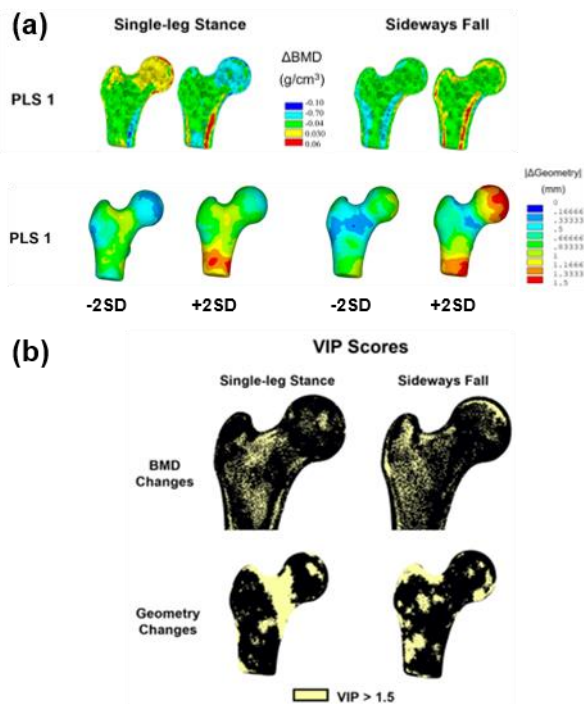 (a)
Single-leg Stance
Sideways Fall
ΔBMD
(g/cm³)
-0.10
-0.70
-0.04
0.030
0.06
PLS 1
|ΔGeometry|
(mm)
0
.16666
.33333
.5
.66666
.83333
1
1.1666
1.3333
1.5
PLS 1
-2SD
+2SD
-2SD
+2SD
(b)
VIP Scores
Single-leg Stance
Sideways Fall
BMD
Changes
Geometry
Changes
VIP > 1.5